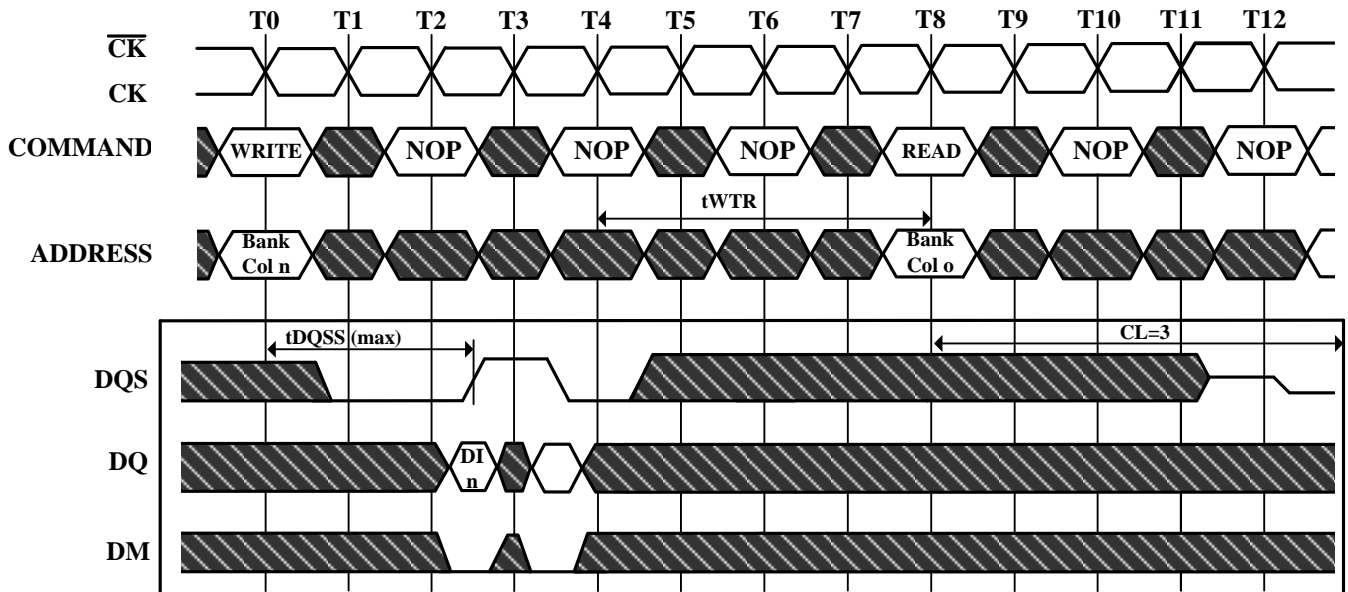 T0 T1 T2 T3 T4 T5 T6 T7 T8 T9 T10 T11 T12
CK
CK
COMMAND WRITE NOP NOP NOP READ NOP NOP
tWTR
ADDRESS Bank Col n Bank Col o
tDQSS (max) CL=3
DQS
DQ DI n
DM